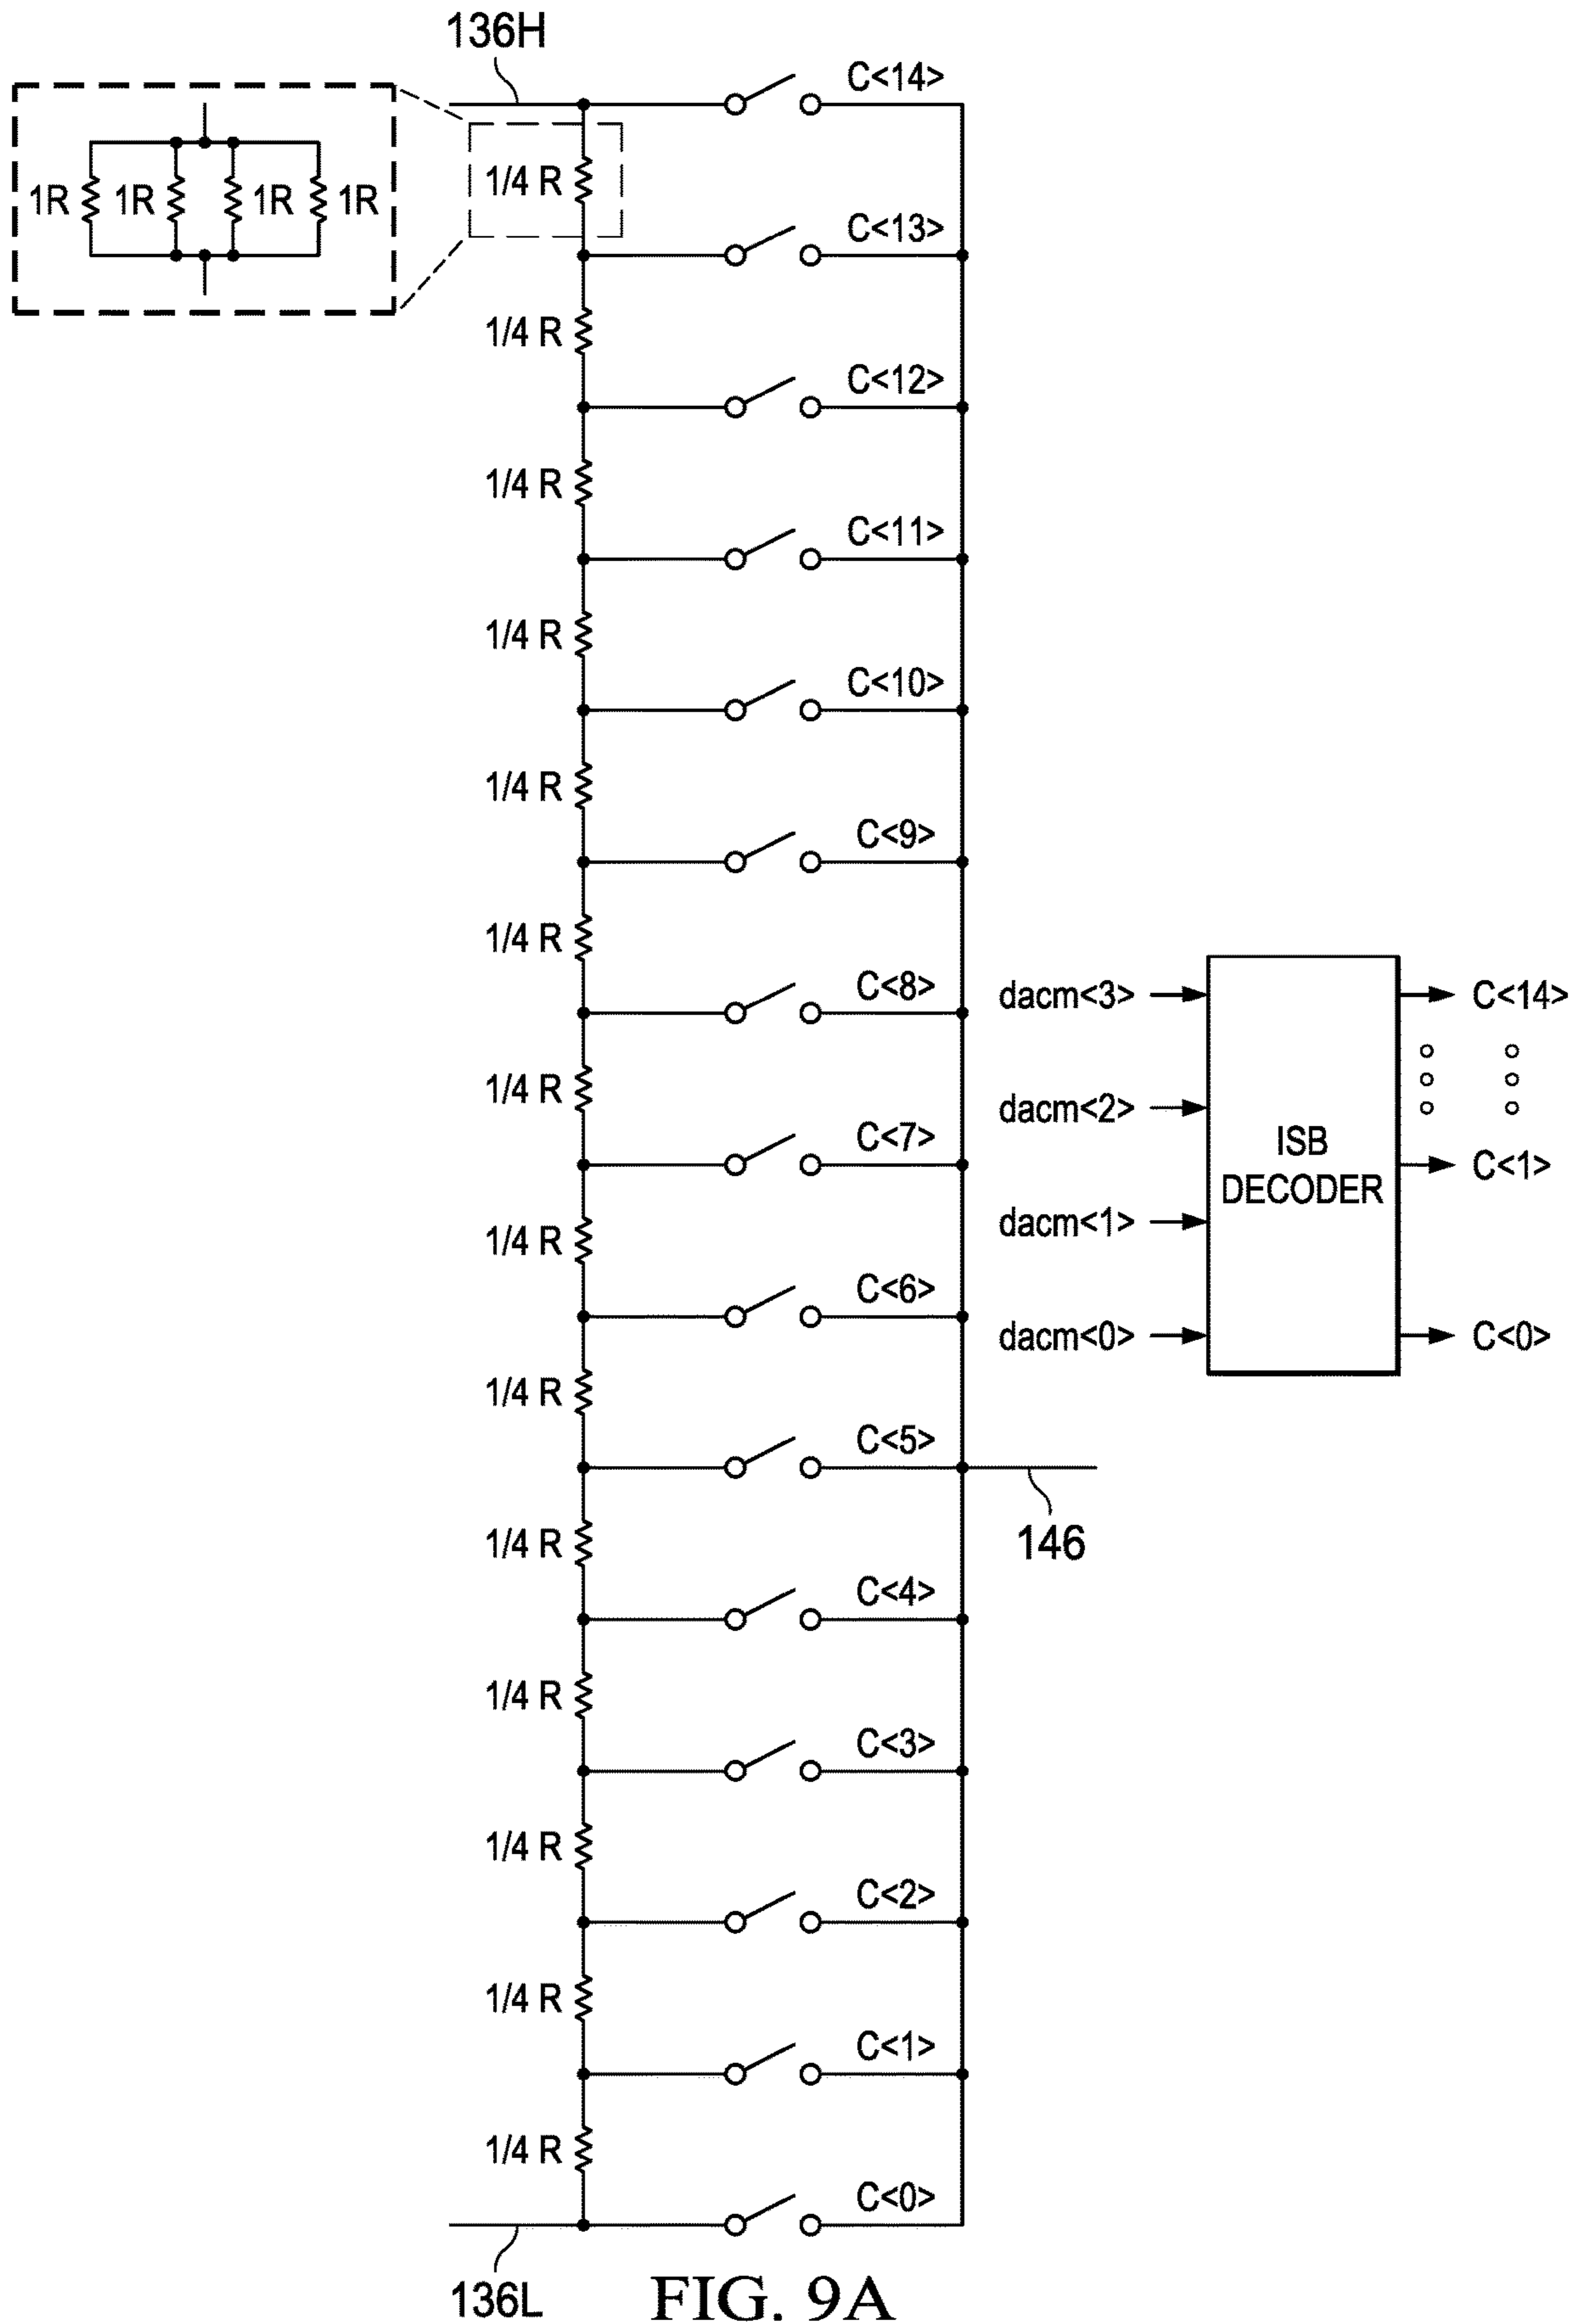 136H
C<14>
1/4 R
1R 1R 1R 1R
C<13>
1/4 R
C<12>
1/4 R
C<11>
1/4 R
C<10>
1/4 R
C<9>
1/4 R
C<8>
dacm<3>
C<14>
1/4 R
dacm<2>
C<7>
ISB
DECODER
C<1>
1/4 R
dacm<1>
C<6>
dacm<0>
C<0>
1/4 R
C<5>
146
1/4 R
C<4>
1/4 R
C<3>
1/4 R
C<2>
1/4 R
C<1>
1/4 R
C<0>
136L
FIG. 9A